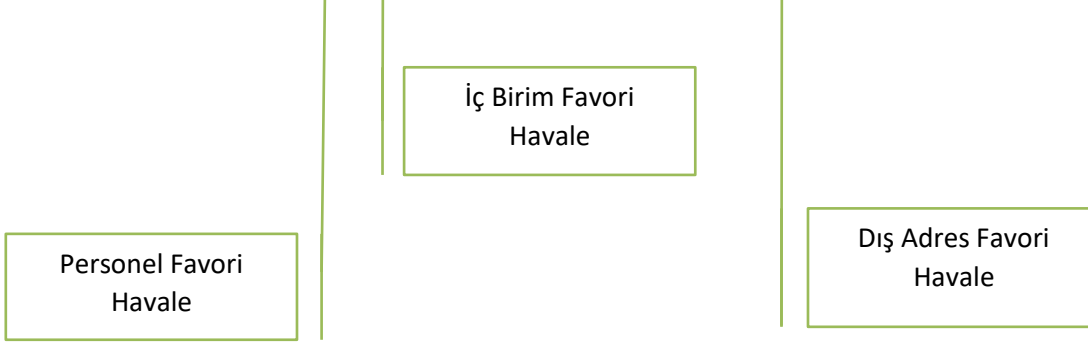 İç Birim Favori
Havale
Personel Favori
Havale
Dış Adres Favori
Havale